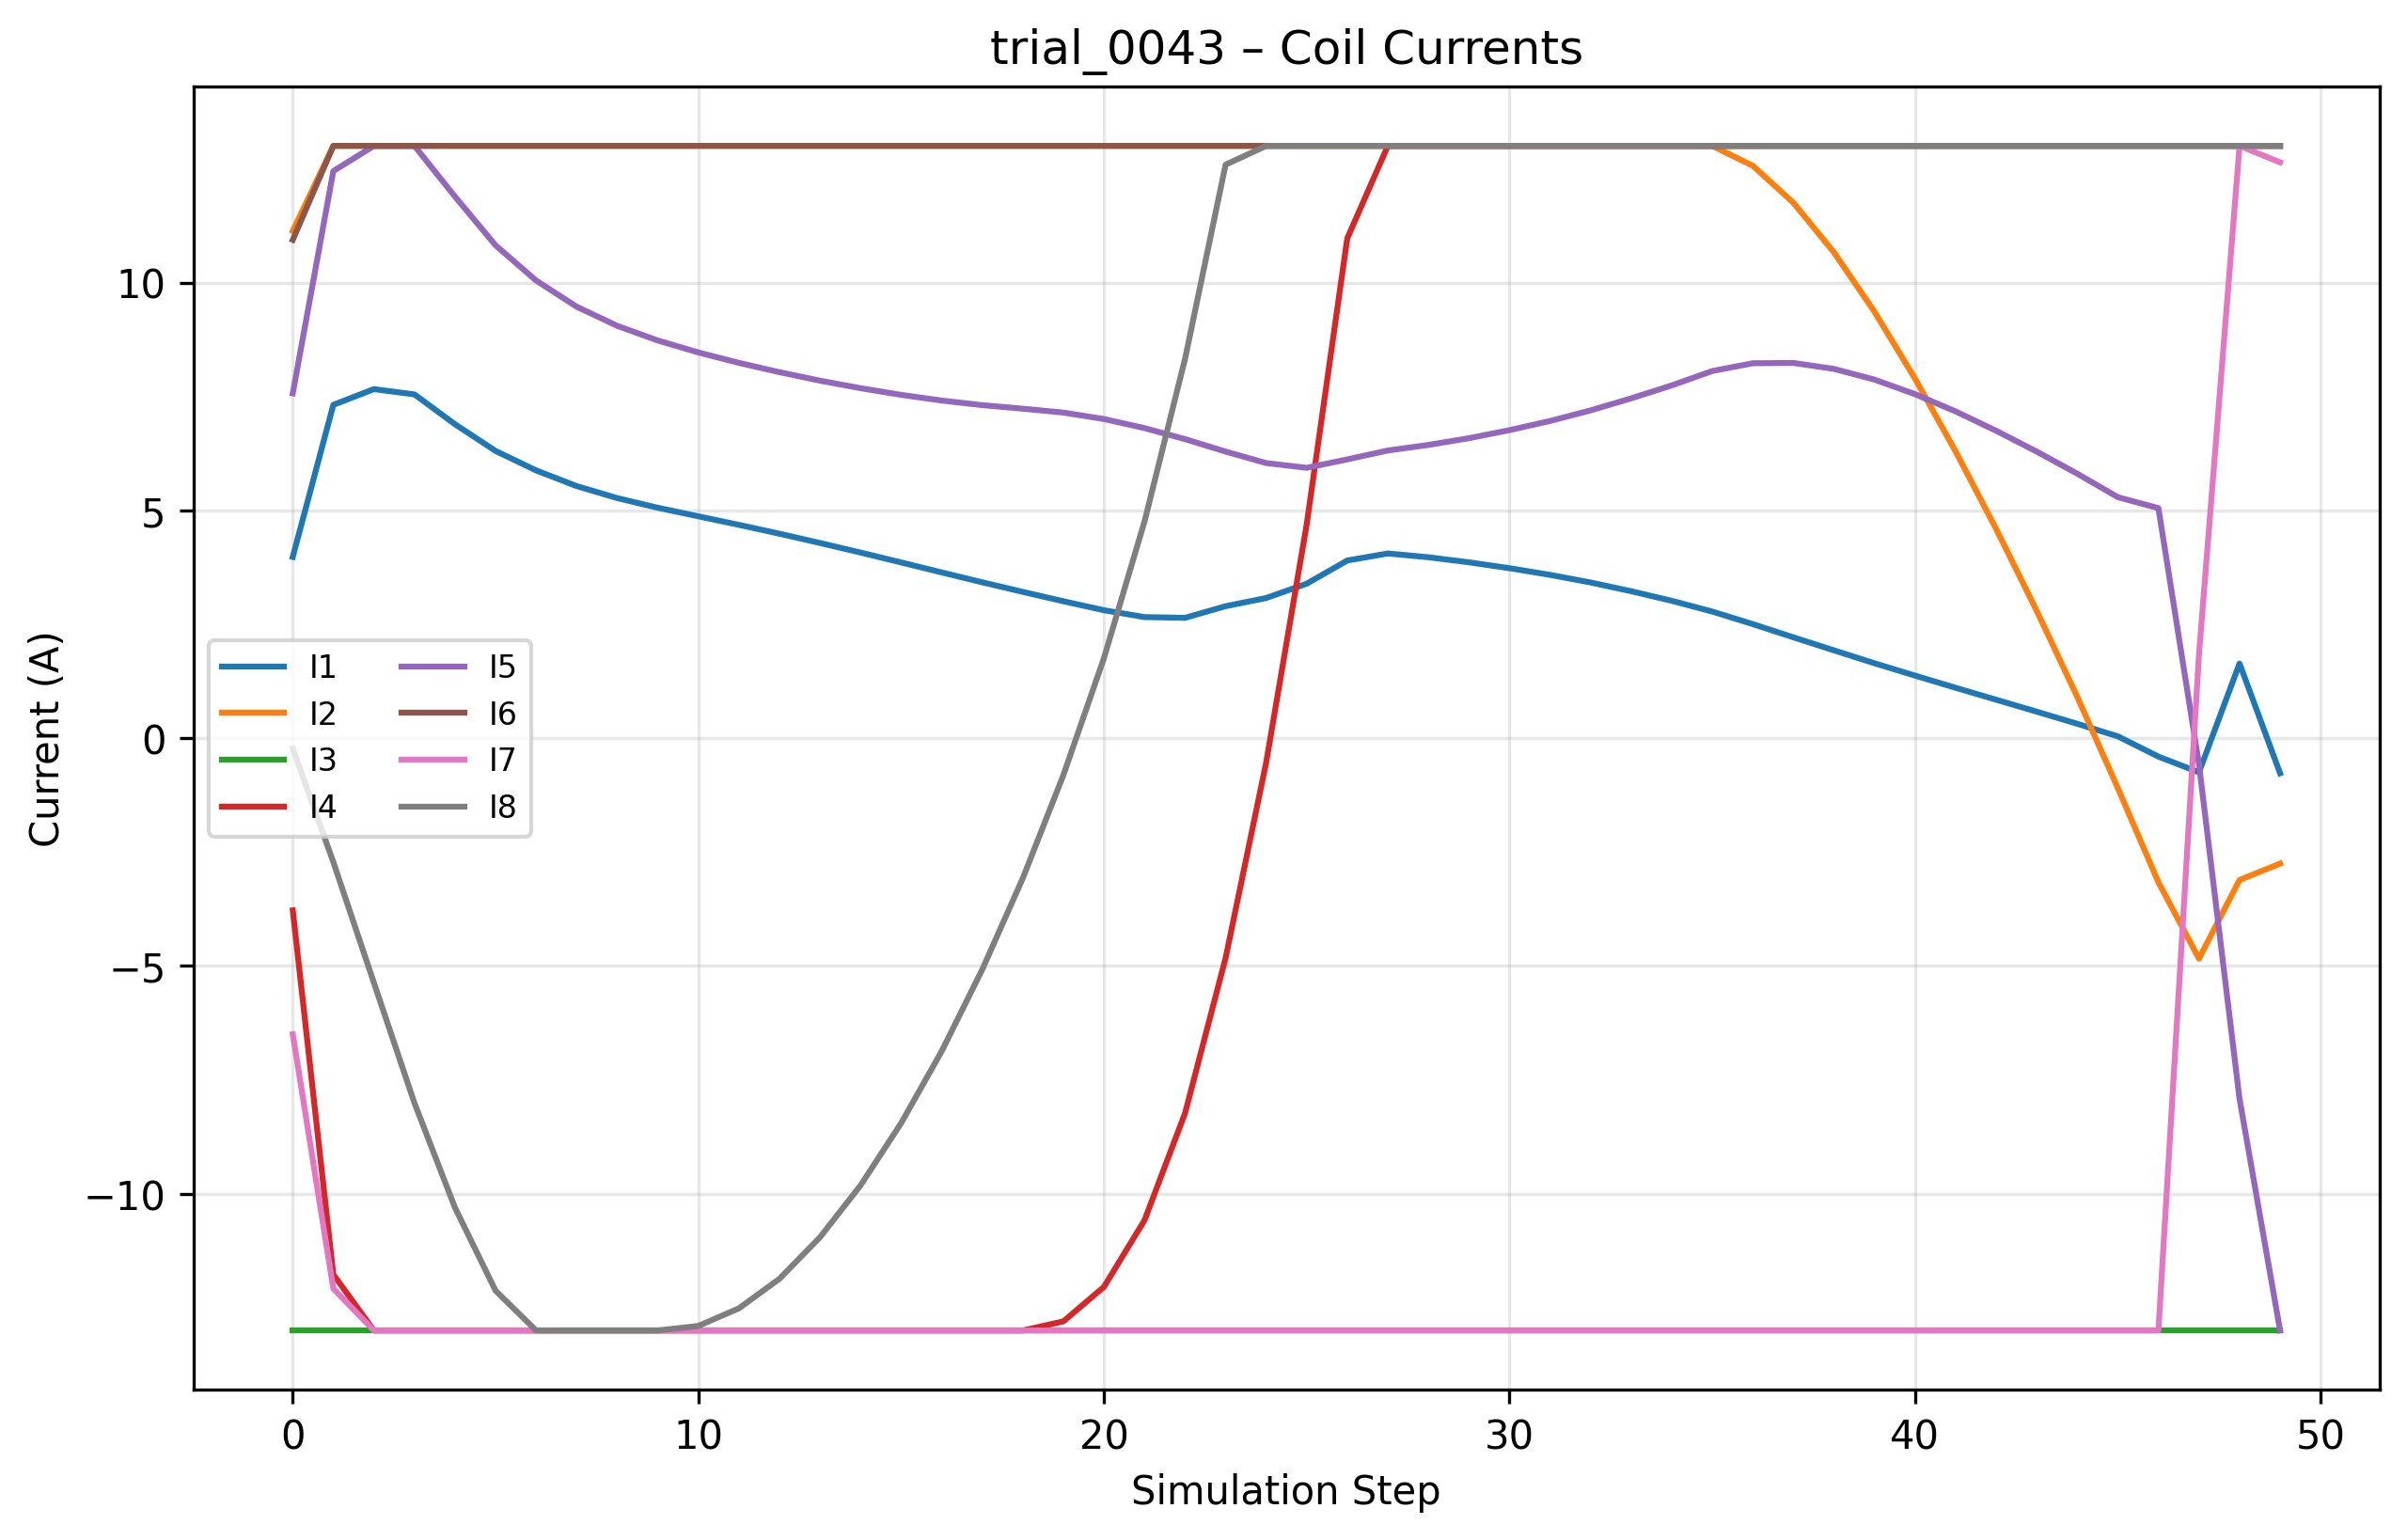 trial_0043 – Coil Currents
Current (A)
10
5
0
−5
−10
I1
I2
I3
I4
I5
I6
I7
I8
0
10
20
30
40
50
Simulation Step